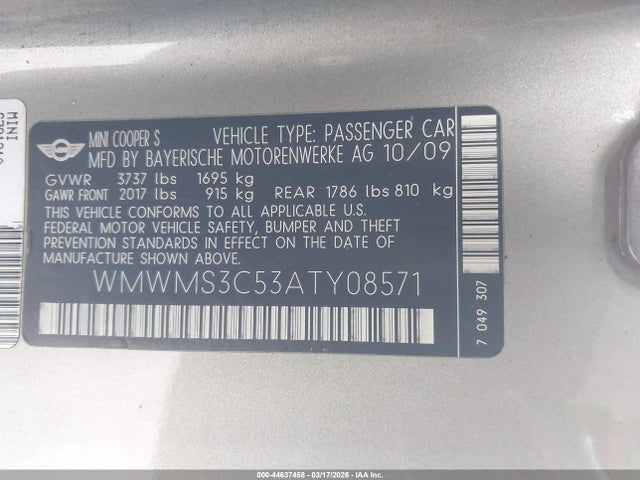 MINI
MINI COOPER S
VEHICLE TYPE: PASSENGER CAR
MFD BY BAYERISCHE MOTORENWERKE AG 10/09
GVWR 3737 lbs 1695 kg
GAWR FRONT 2017 lbs 915 kg REAR 1786 lbs 810 kg
THIS VEHICLE CONFORMS TO ALL APPLICABLE
FEDERAL MOTOR VEHICLE SAFETY, BUMPER AND THEFT
PREVENTION STANDARDS IN EFFECT ON THE DATE
OF MANUFACTURE SHOWN ABOVE.
WMWMS3C53ATY08571
7 049 307
000-44637458 - 03/17/2026 - Copyright © 2026 IAA, Inc.